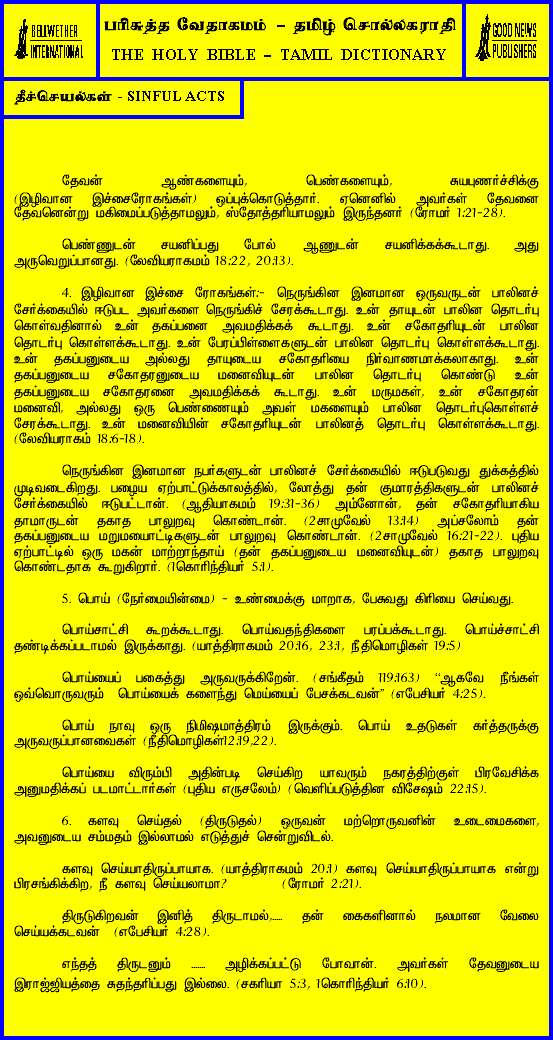 BELLWETHER
INTERNATIONAL
பரிசுத்த வேதாகமம் – தமிழ் சொல்லகராதி
THE HOLY BIBLE – TAMIL DICTIONARY
GOOD NEWS
PUBLISHERS
தீச்செயல்கள் - SINFUL ACTS
தேவன் ஆண்களையும், பெண்களையும், சுயபுணர்ச்சிக்கு
(இழிவான இச்சைரோகங்கள்) ஒப்புக்கொடுத்தார். ஏனெனில் அவர்கள் தேவனை
தேவனென்று மகிமைப்படுத்தாமலும், ஸ்தோத்தரியாமலும் இருந்தனர் (ரோமர் 1:21-28).
பெண்ணுடன் சயனிப்பது போல் ஆணுடன் சயனிக்கக்கூடாது. அது
அருவெறுப்பானது. (லேவியராகமம் 18:22, 20:13).
4. இழிவான இச்சை ரோகங்கள்:- நெருங்கின இனமான ஒருவருடன் பாலினச்
சேர்க்கையில் ஈடுபட அவர்களை நெருங்கிச் சேரக்கூடாது. உன் தாயுடன் பாலின தொடர்பு
கொள்வதினால் உன் தகப்பனை அவமதிக்கக் கூடாது. உன் சகோதரியுடன் பாலின
தொடர்பு கொள்ளக்கூடாது. உன் பேரப்பிள்ளைகளுடன் பாலின தொடர்பு கொள்ளக்கூடாது.
உன் தகப்பனுடைய அல்லது தாயுடைய சகோதரியை நிர்வாணமாக்கலாகாது. உன்
தகப்பனுடைய சகோதரனுடைய மனைவியுடன் பாலின தொடர்பு கொண்டு உன்
தகப்பனுடைய சகோதரனை அவமதிக்கக் கூடாது. உன் மருமகள், உன் சகோதரன்
மனைவி, அல்லது ஒரு பெண்ணையும் அவள் மகளையும் பாலின தொடர்புகொள்ளச்
சேரக்கூடாது. உன் மனைவியின் சகோதரியுடன் பாலினத் தொடர்பு கொள்ளக்கூடாது.
(லேவியராகமம் 18:6-18).
நெருங்கின இனமான நபர்களுடன் பாலினச் சேர்க்கையில் ஈடுபடுவது துக்கத்தில்
முடிவடைகிறது. பழைய ஏற்பாட்டுக்காலத்தில், லோத்து தன் குமாரத்திகளுடன் பாலினச்
சேர்க்கையில் ஈடுபட்டான். (ஆதியாகமம் 19:31-36) அம்னோன், தன் சகோதரியாகிய
தாமாருடன் தகாத பாலுறவு கொண்டான். (2சாமுவேல் 13:14) அப்சலோம் தன்
தகப்பனுடைய மறுமனையாட்டிகளுடன் பாலுறவு கொண்டான். (2சாமுவேல் 16:21-22). புதிய
ஏற்பாட்டில் ஒரு மகன் மாற்றாந்தாய் (தன் தகப்பனுடைய மனைவியுடன்) தகாத பாலுறவு
கொண்டதாக கூறுகிறார். (1கொரிந்தியர் 5:1).
5. பொய் (நேர்மையின்மை) – உண்மைக்கு மாறாக, பேசுவது கிரியை செய்வது.
பொய்சாட்சி கூறக்கூடாது. பொய்வதந்திகளை பரப்பக்கூடாது. பொய்ச்சாட்சி
தண்டிக்கப்படாமல் இருக்காது. (யாத்திராகமம் 20:16, 23:1, நீதிமொழிகள் 19:5)
பொய்யைப் பகைத்து அருவருக்கிறேன். (சங்கீதம் 119:163) “ஆகவே நீங்கள்
ஒவ்வொருவரும் பொய்யைக் களைந்து மெய்யைப் பேசக்கடவன்” (எபேசியர் 4:25).
பொய் நாவு ஒரு நிமிஷமாத்திரம் இருக்கும். பொய் உதடுகள் கர்த்தருக்கு
அருவருப்பானவைகள் (நீதிமொழிகள்12:19,22).
பொய்யை விரும்பி அதின்படி செய்கிற யாவரும் நகரத்திற்குள் பிரவேசிக்க
அனுமதிக்கப் படமாட்டார்கள் (புதிய எருசலேம்) (வெளிப்படுத்தின விசேஷம் 22:15).
6. களவு செய்தல் (திருடுதல்) ஒருவன் மற்றொருவனின் உடைமைகளை,
அவனுடைய சம்மதம் இல்லாமல் எடுத்துச் சென்றுவிடல்.
களவு செய்யாதிருப்பாயாக. (யாத்திராகமம் 20:1) களவு செய்யாதிருப்பாயாக என்று
பிரசங்கிக்கிற, நீ களவு செய்யலாமா? (ரோமர் 2:21).
திருடுகிறவன் இனித் திருடாமல்,..... தன் கைகளினால் நலமான வேலை
செய்யக்கடவன் (எபேசியர் 4:28).
எந்தத் திருடனும் ....... அழிக்கப்பட்டு போவான். அவர்கள் தேவனுடைய
இராஜ்ஜியத்தை சுதந்தரிப்பது இல்லை. (சகரியா 5:3, 1கொரிந்தியர் 6:10).